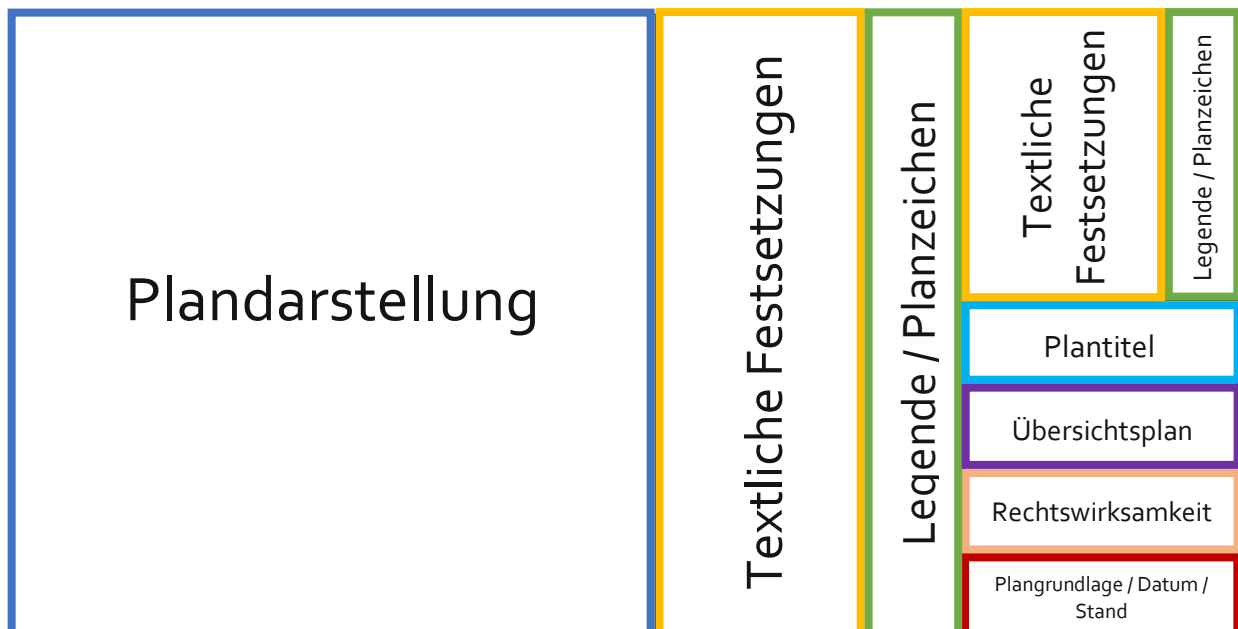 Plandarstellung
Textliche Festsetzungen
Legende / Planzeichen
Textliche
Festsetzungen
Legende / Planzeichen
Plantitel
Übersichtsplan
Rechtswirksamkeit
Plangrundlage / Datum /
Stand